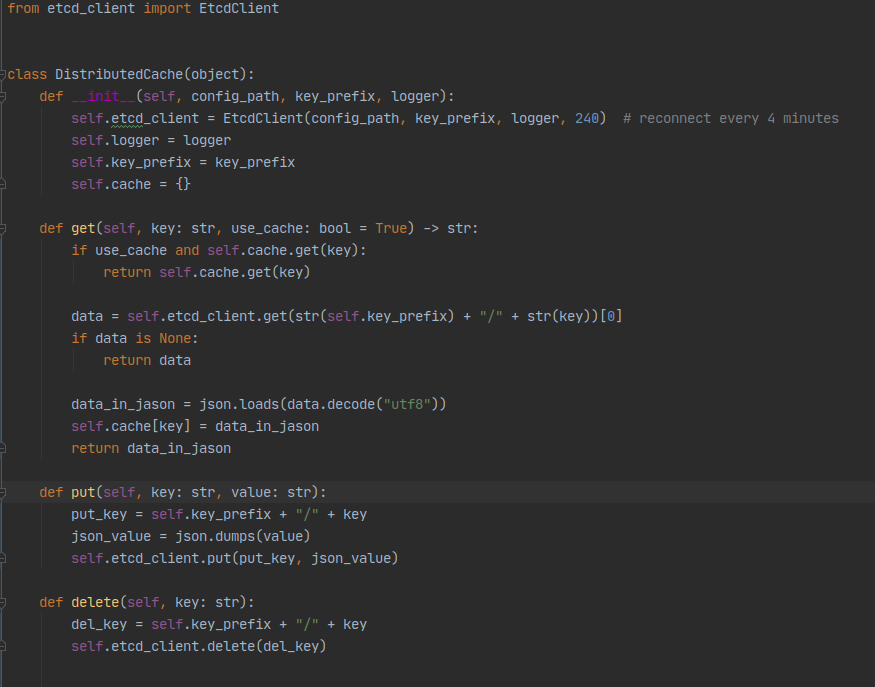 from etcd_client import EtcdClient
class DistributedCache(object):
def __init__(self, config_path, key_prefix, logger):
self.etcd_client = EtcdClient(config_path, key_prefix, logger, 240)  # reconnect every 4 minutes
self.logger = logger
self.key_prefix = key_prefix
self.cache = {}
def get(self, key: str, use_cache: bool = True) -> str:
if use_cache and self.cache.get(key):
return self.cache.get(key)
data = self.etcd_client.get(str(self.key_prefix) + "/" + str(key))[0]
if data is None:
return data
data_in_jason = json.loads(data.decode("utf8"))
self.cache[key] = data_in_jason
return data_in_jason
def put(self, key: str, value: str):
put_key = self.key_prefix + "/" + key
json_value = json.dumps(value)
self.etcd_client.put(put_key, json_value)
def delete(self, key: str):
del_key = self.key_prefix + "/" + key
self.etcd_client.delete(del_key)